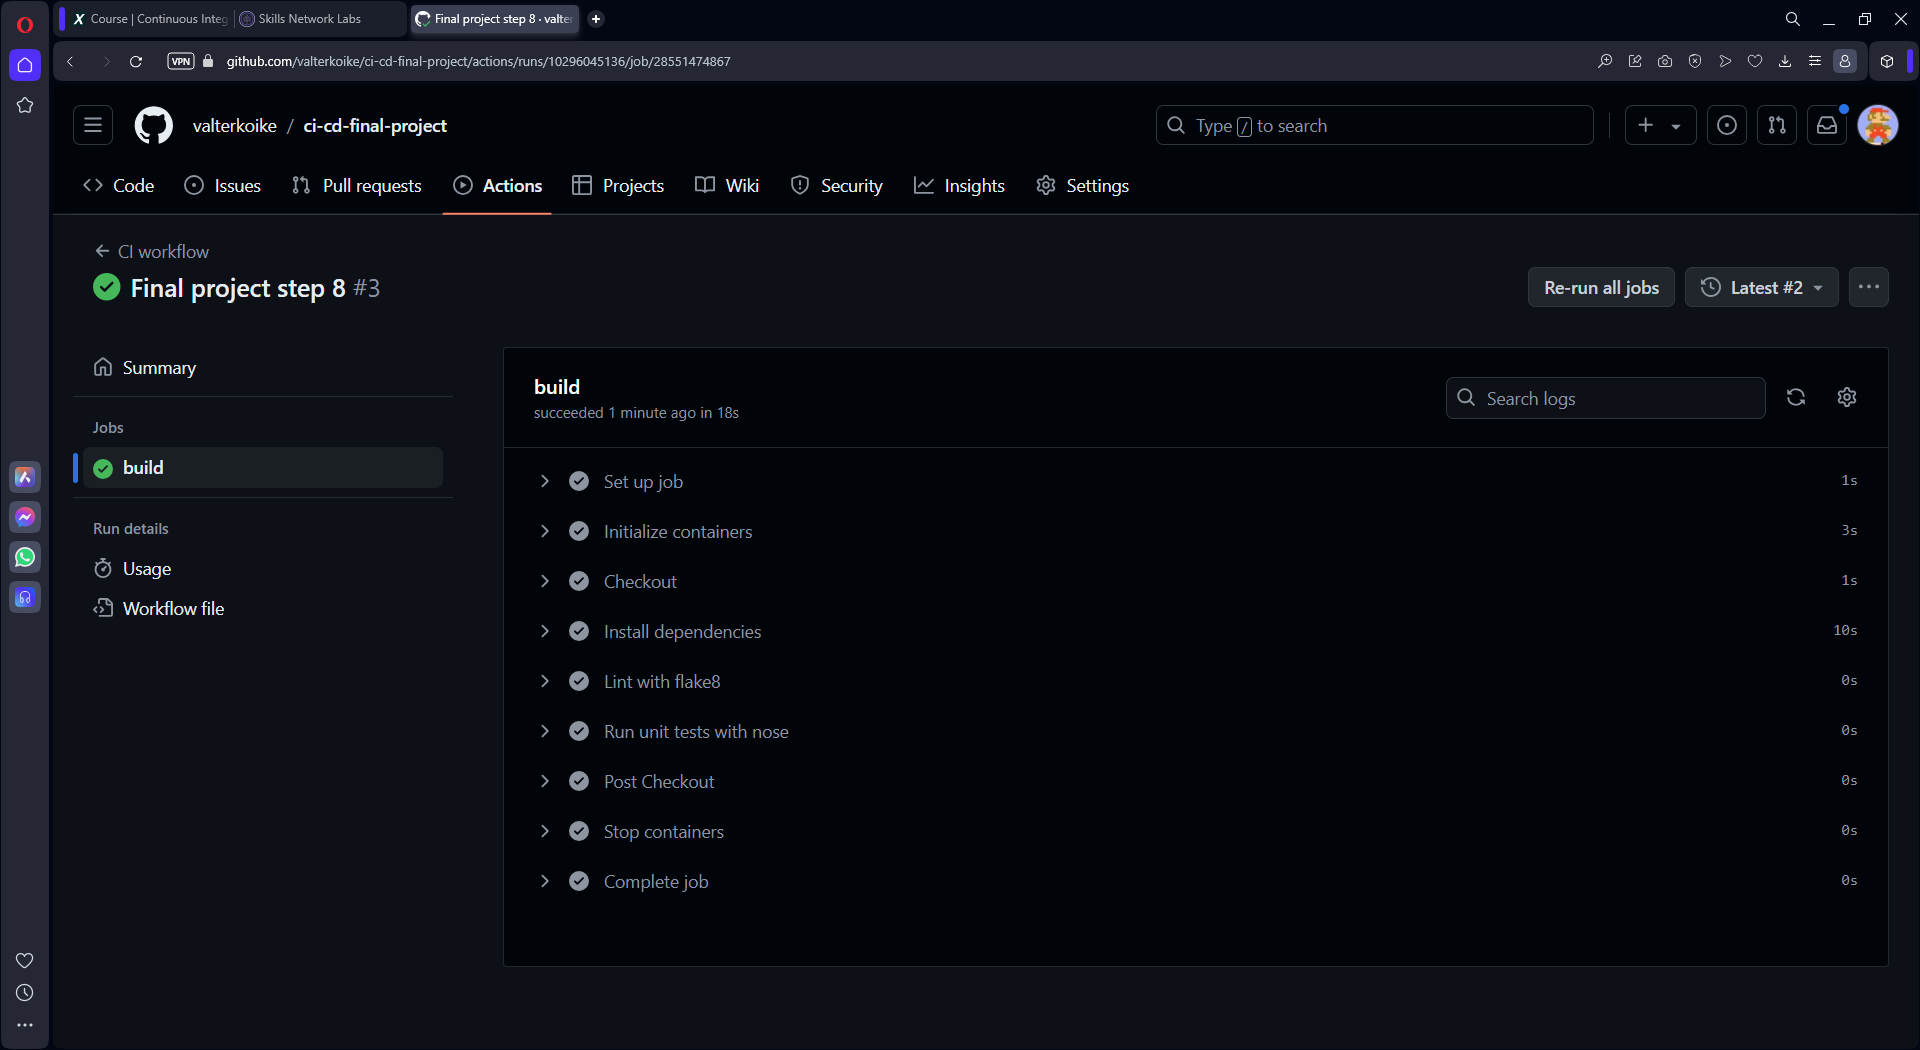 Course | Continuous Integ
Skills Network Labs
Final project step 8 · valter
VPN
github.com/valterkoike/ci-cd-final-project/actions/runs/10296045136/job/28551474867
valterkoike / ci-cd-final-project
Type / to search
Code
Issues
Pull requests
Actions
Projects
Wiki
Security
Insights
Settings
CI workflow
Final project step 8 #3
Re-run all jobs
Latest #2
Summary
Jobs
build
Run details
Usage
Workflow file
build
succeeded 1 minute ago in 18s
Search logs
Set up job 1s
Initialize containers 3s
Checkout 1s
Install dependencies 10s
Lint with flake8 0s
Run unit tests with nose 0s
Post Checkout 0s
Stop containers 0s
Complete job 0s